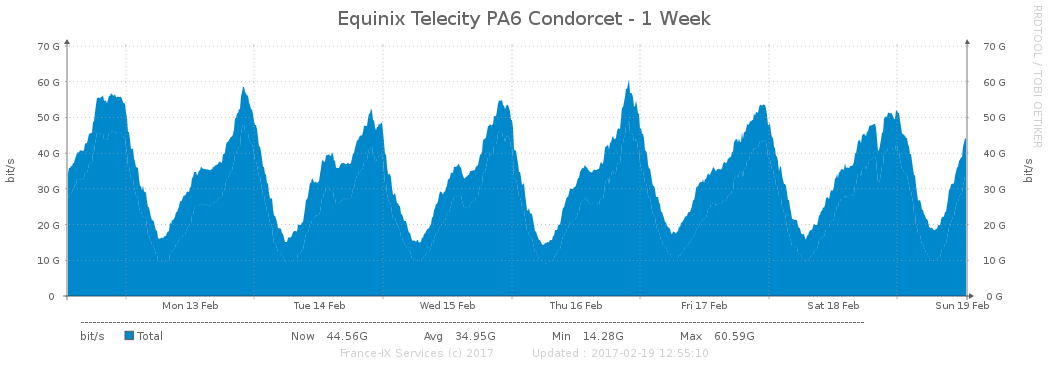 Equinix Telecity PA6 Condorcet - 1 Week
RRDTOOL / TOBI OETIKER
bit/s
70 G 70 G
60 G 60 G
50 G 50 G
40 G 40 G
30 G 30 G
20 G 20 G
10 G 10 G
0 0 G
bit/s
Mon 13 Feb Tue 14 Feb Wed 15 Feb Thu 16 Feb Fri 17 Feb Sat 18 Feb Sun 19 Feb
bit/s Total Now 44.56G Avg 34.95G Min 14.28G Max 60.59G
France-IX Services (c) 2017 Updated : 2017-02-19 12:55:10